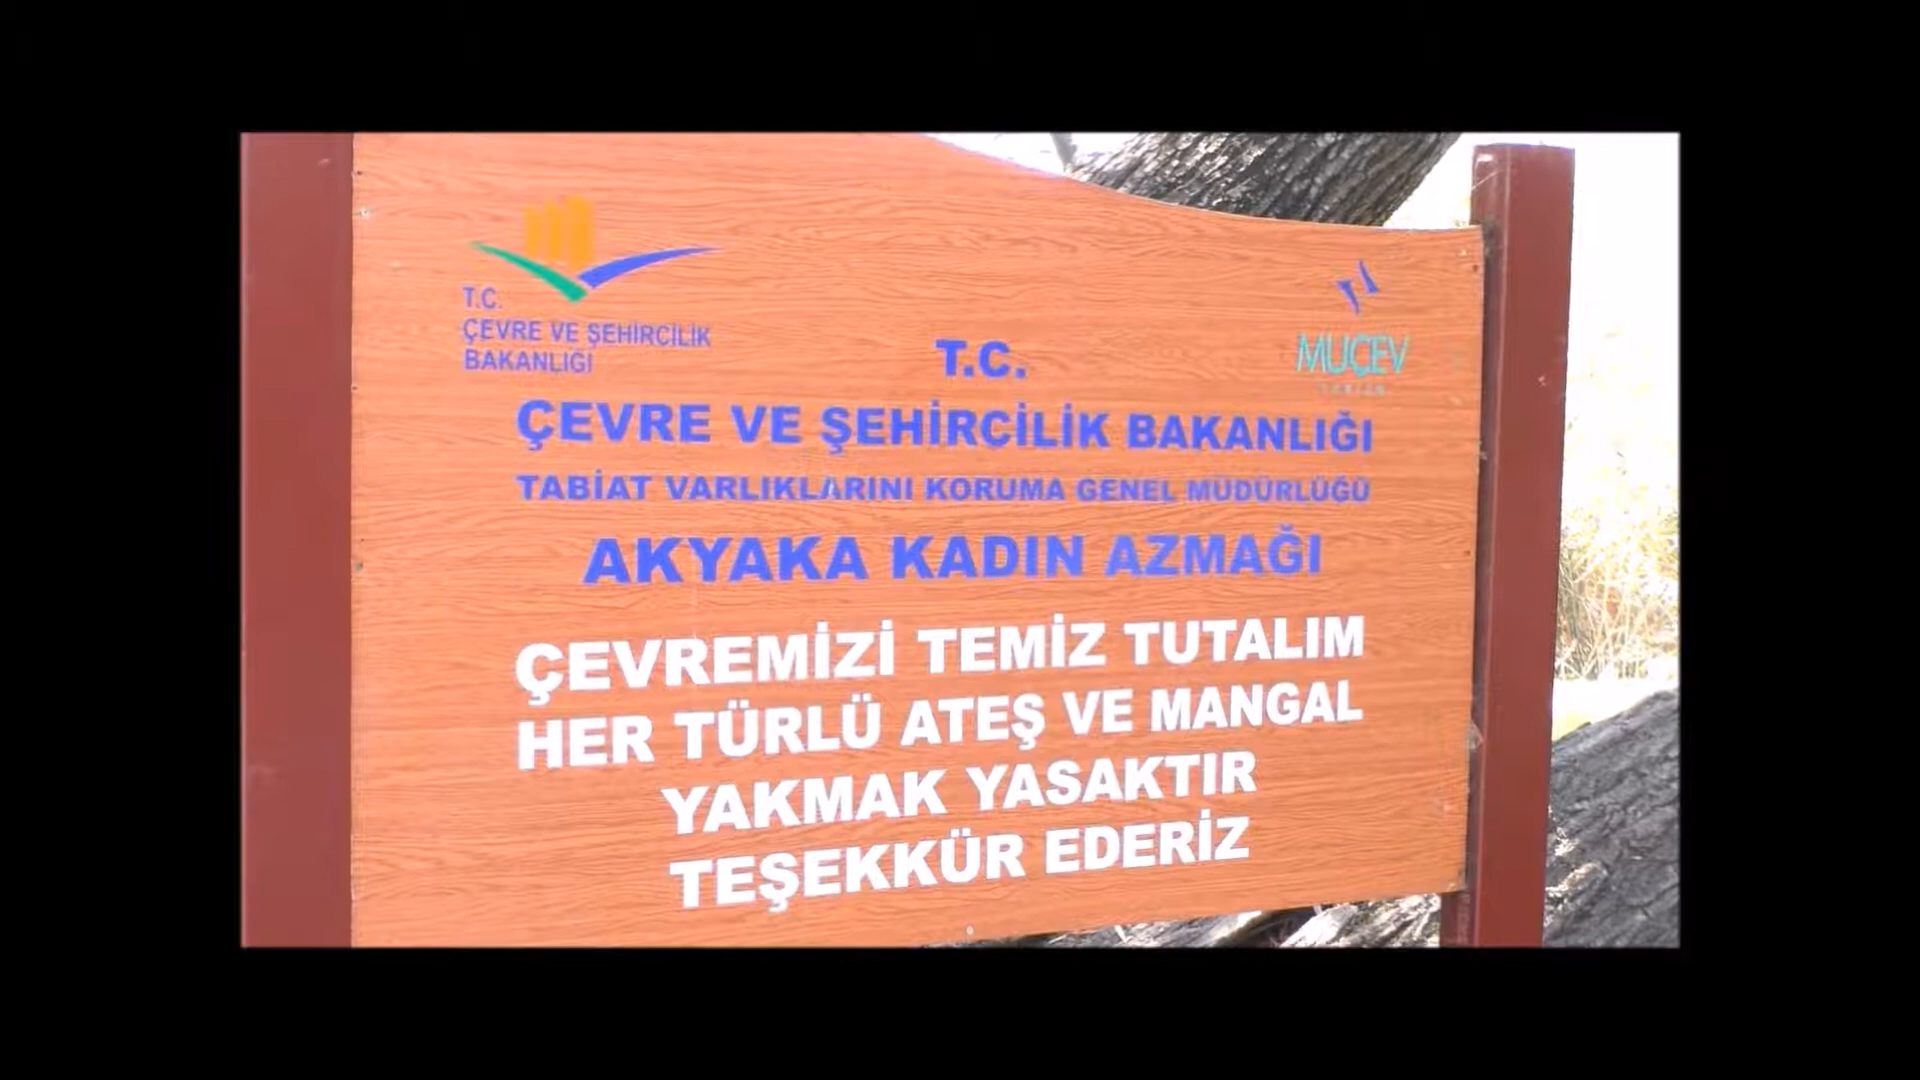 T.C.
ÇEVRE VE ŞEHİRCİLİK
BAKANLIĞI
MUÇEV
T.C.
ÇEVRE VE ŞEHİRCİLİK BAKANLIĞI
TABİAT VARLIKLARINI KORUMA GENEL MÜDÜRLÜĞÜ
AKYAKA KADIN AZMAĞI
ÇEVREMİZİ TEMİZ TUTALIM
HER TÜRLÜ ATEŞ VE MANGAL
YAKMAK YASAKTIR
TEŞEKKÜR EDERİZ